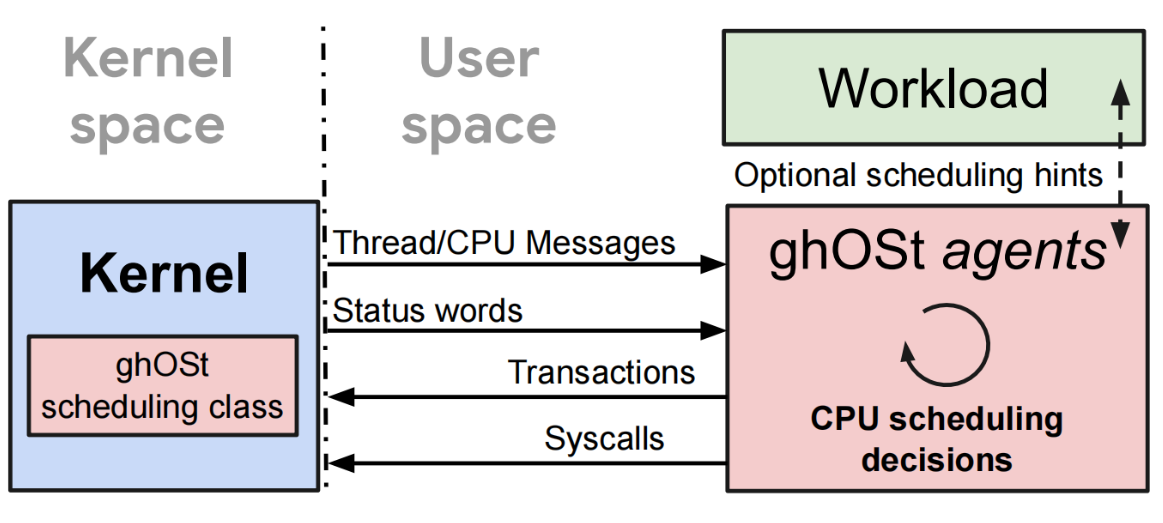 Kernel
space
User
space
Workload
Optional scheduling hints
Kernel
ghOSt
scheduling class
Thread/CPU Messages
Status words
Transactions
Syscalls
ghOSt agents
CPU scheduling
decisions